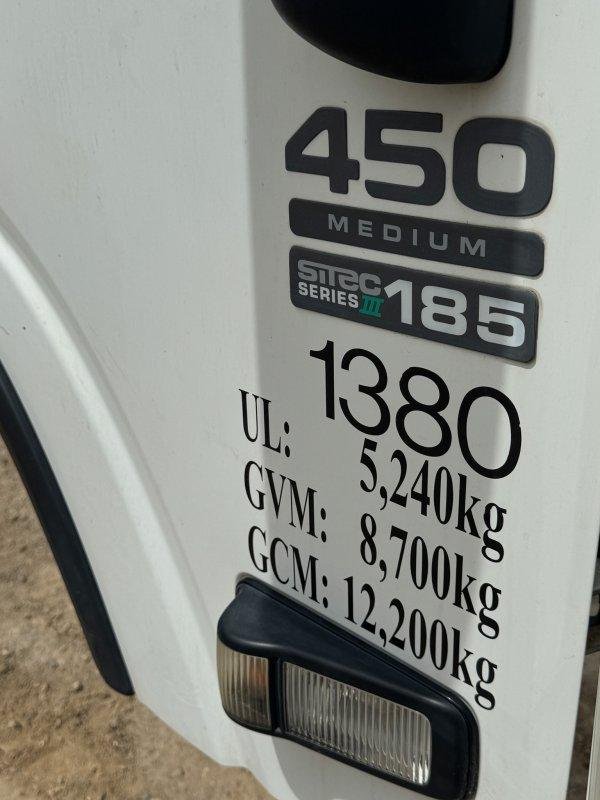 450
MEDIUM
SiTEC
SERIES III 185
1380
UL: 5,240kg
GVM: 8,700kg
GCM: 12,200kg